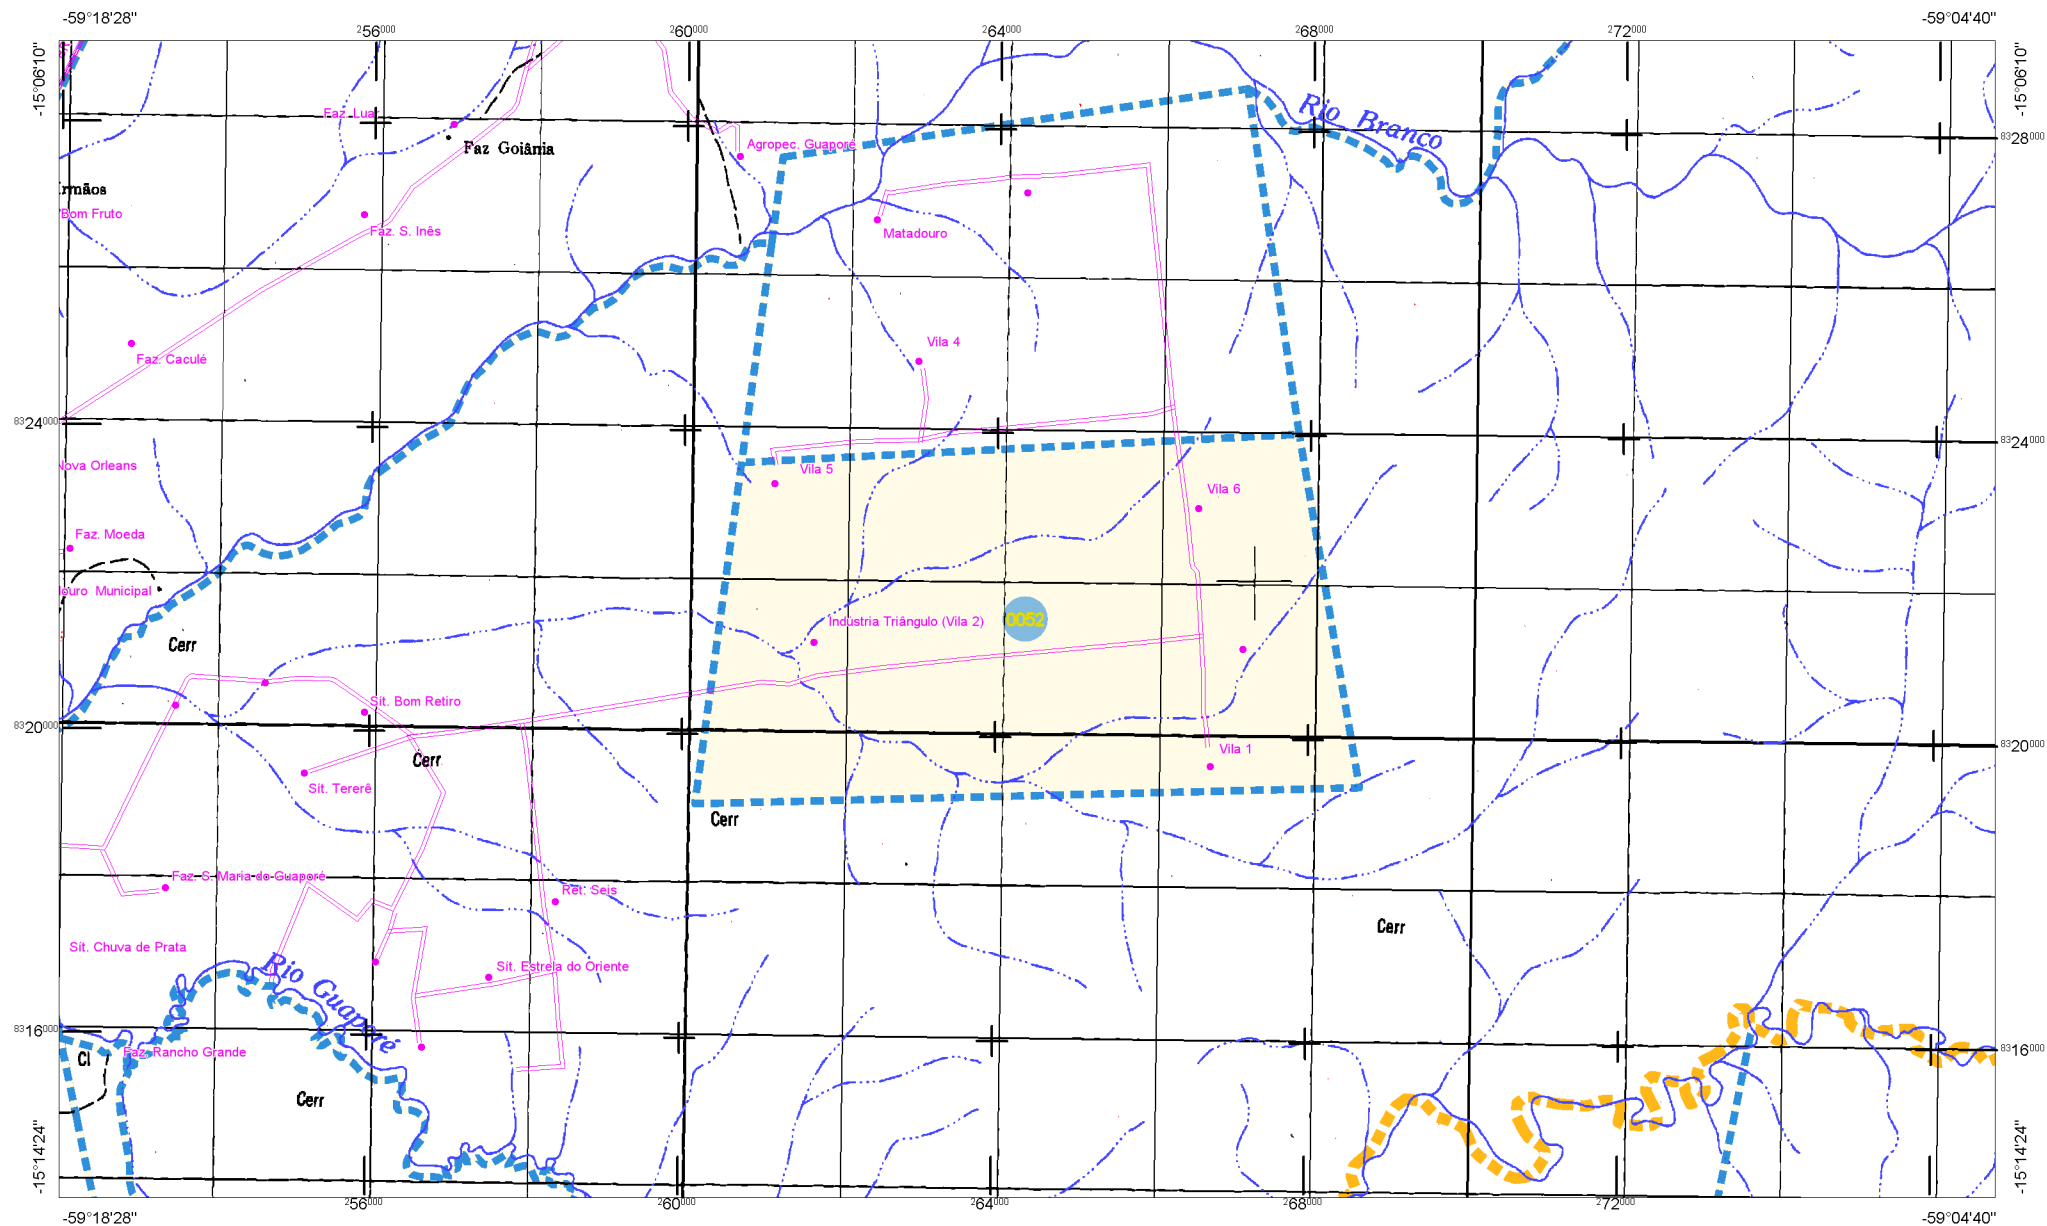 -59°18'28"
256000
260000
264000
268000
272000
-59°04'40"
-15°06'10"
-15°06'10"
Rio Branco
Faz. Lua
Faz Goiânia
Agropec. Guaporé
8328000
rmãos
Bom Fruto
Faz. S. Inês
Matadouro
Vila 4
Faz. Caculé
8324000
8324000
Nova Orleans
Vila 5
Vila 6
Faz. Moeda
ouro Municipal
0052
Indústria Triângulo (Vila 2)
Cerr
Sít. Bom Retiro
8320000
8320000
Vila 1
Cerr
Sít. Tererê
Cerr
Faz. S. Maria do Guaporé
Ret. Seis
Cerr
Sít. Chuva de Prata
Sít. Estrela do Oriente
Rio Guaporé
8316000
8316000
Faz. Rancho Grande
Cl
Cerr
-15°14'24"
-15°14'24"
256000
260000
264000
268000
272000
-59°18'28"
-59°04'40"